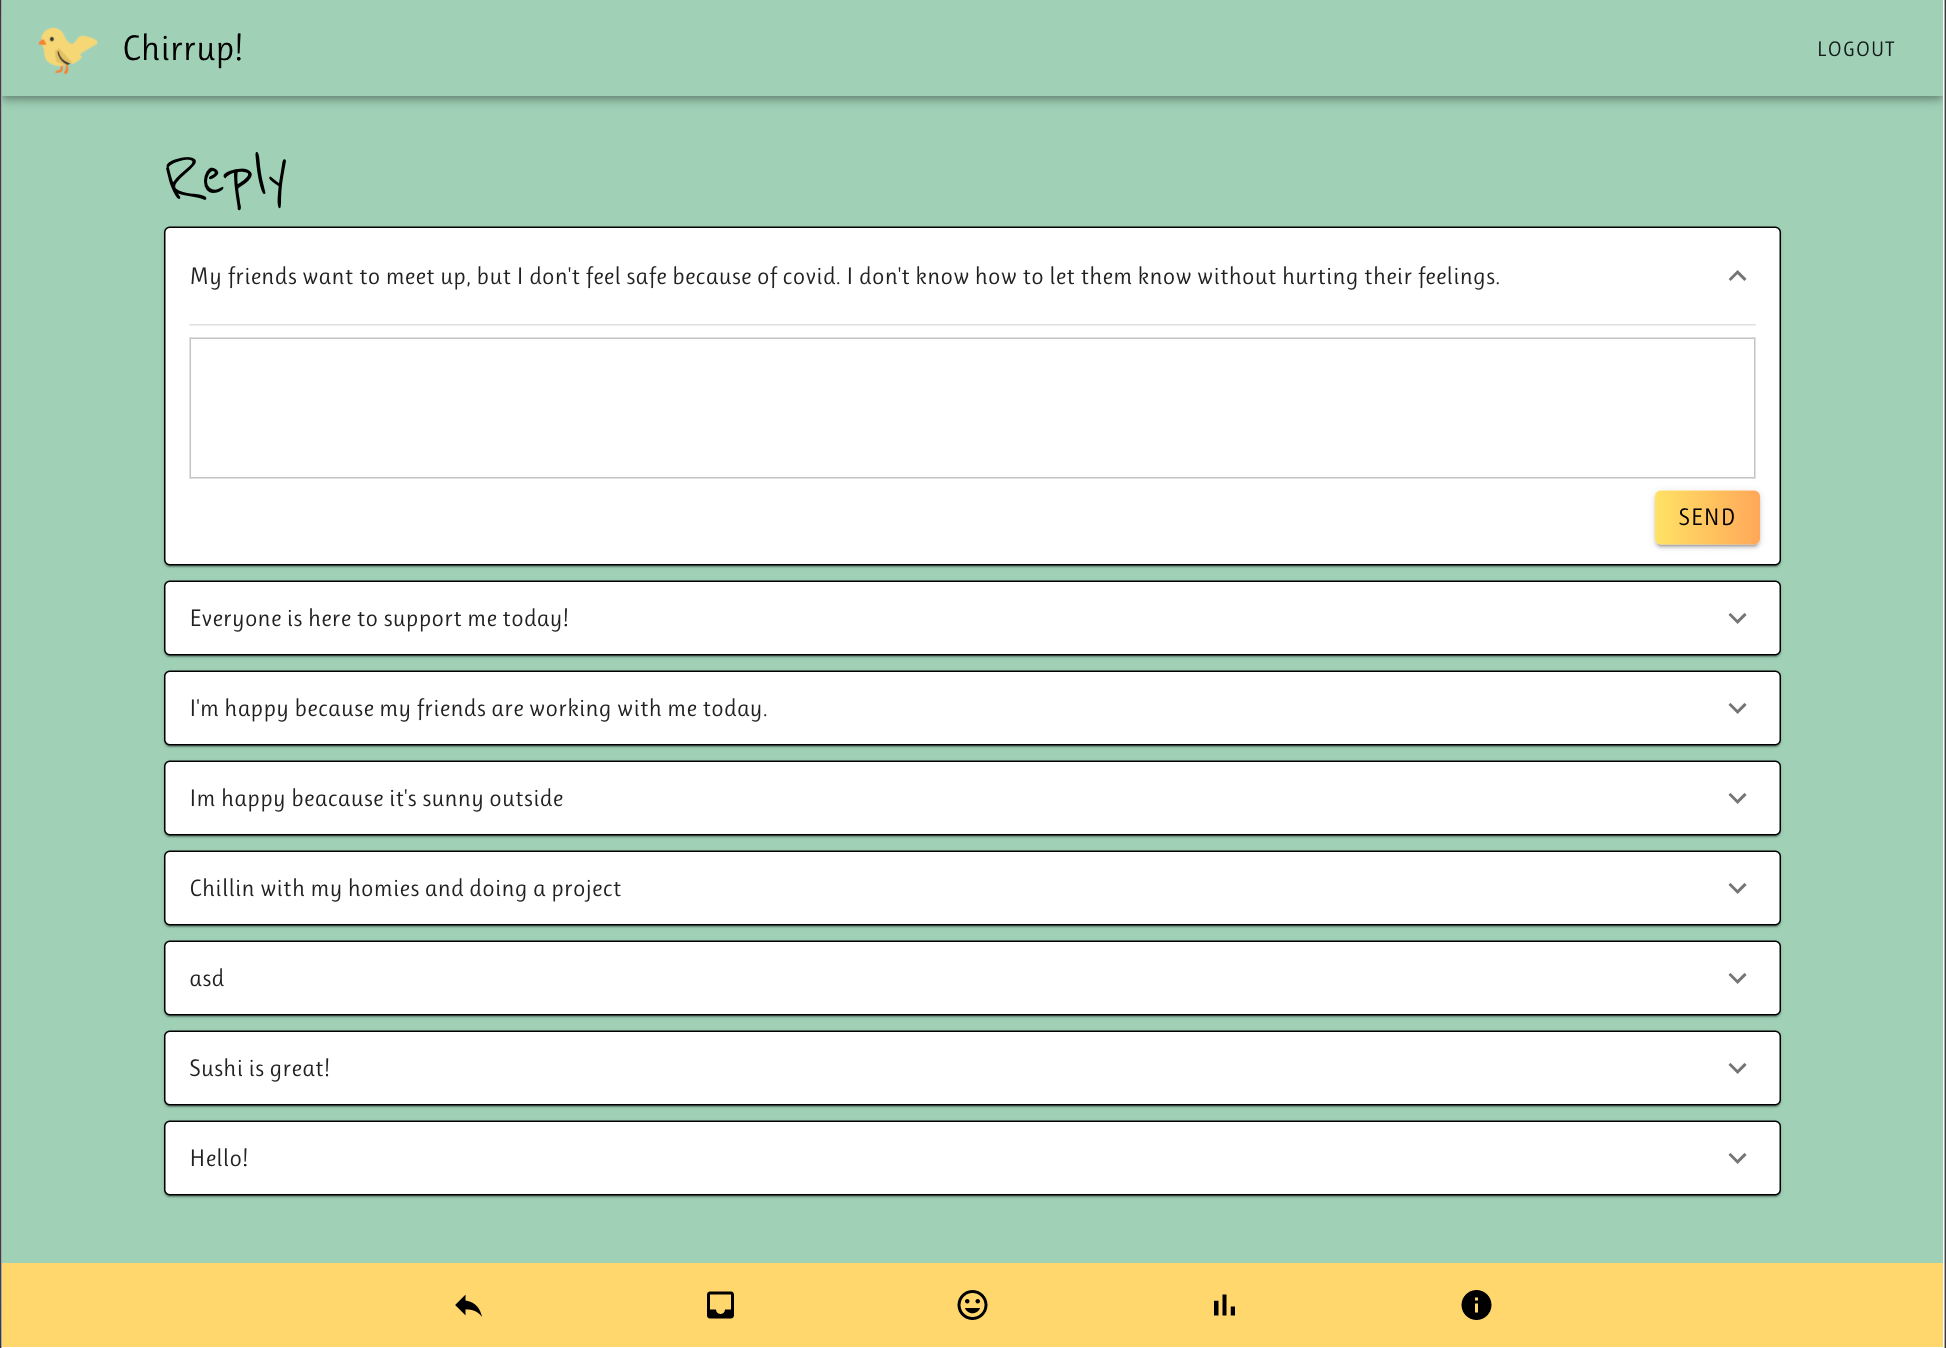 Chirrup!
LOGOUT
Reply
My friends want to meet up, but I don't feel safe because of covid. I don't know how to let them know without hurting their feelings.
SEND
Everyone is here to support me today!
I'm happy because my friends are working with me today.
Im happy beacause it's sunny outside
Chillin with my homies and doing a project
asd
Sushi is great!
Hello!